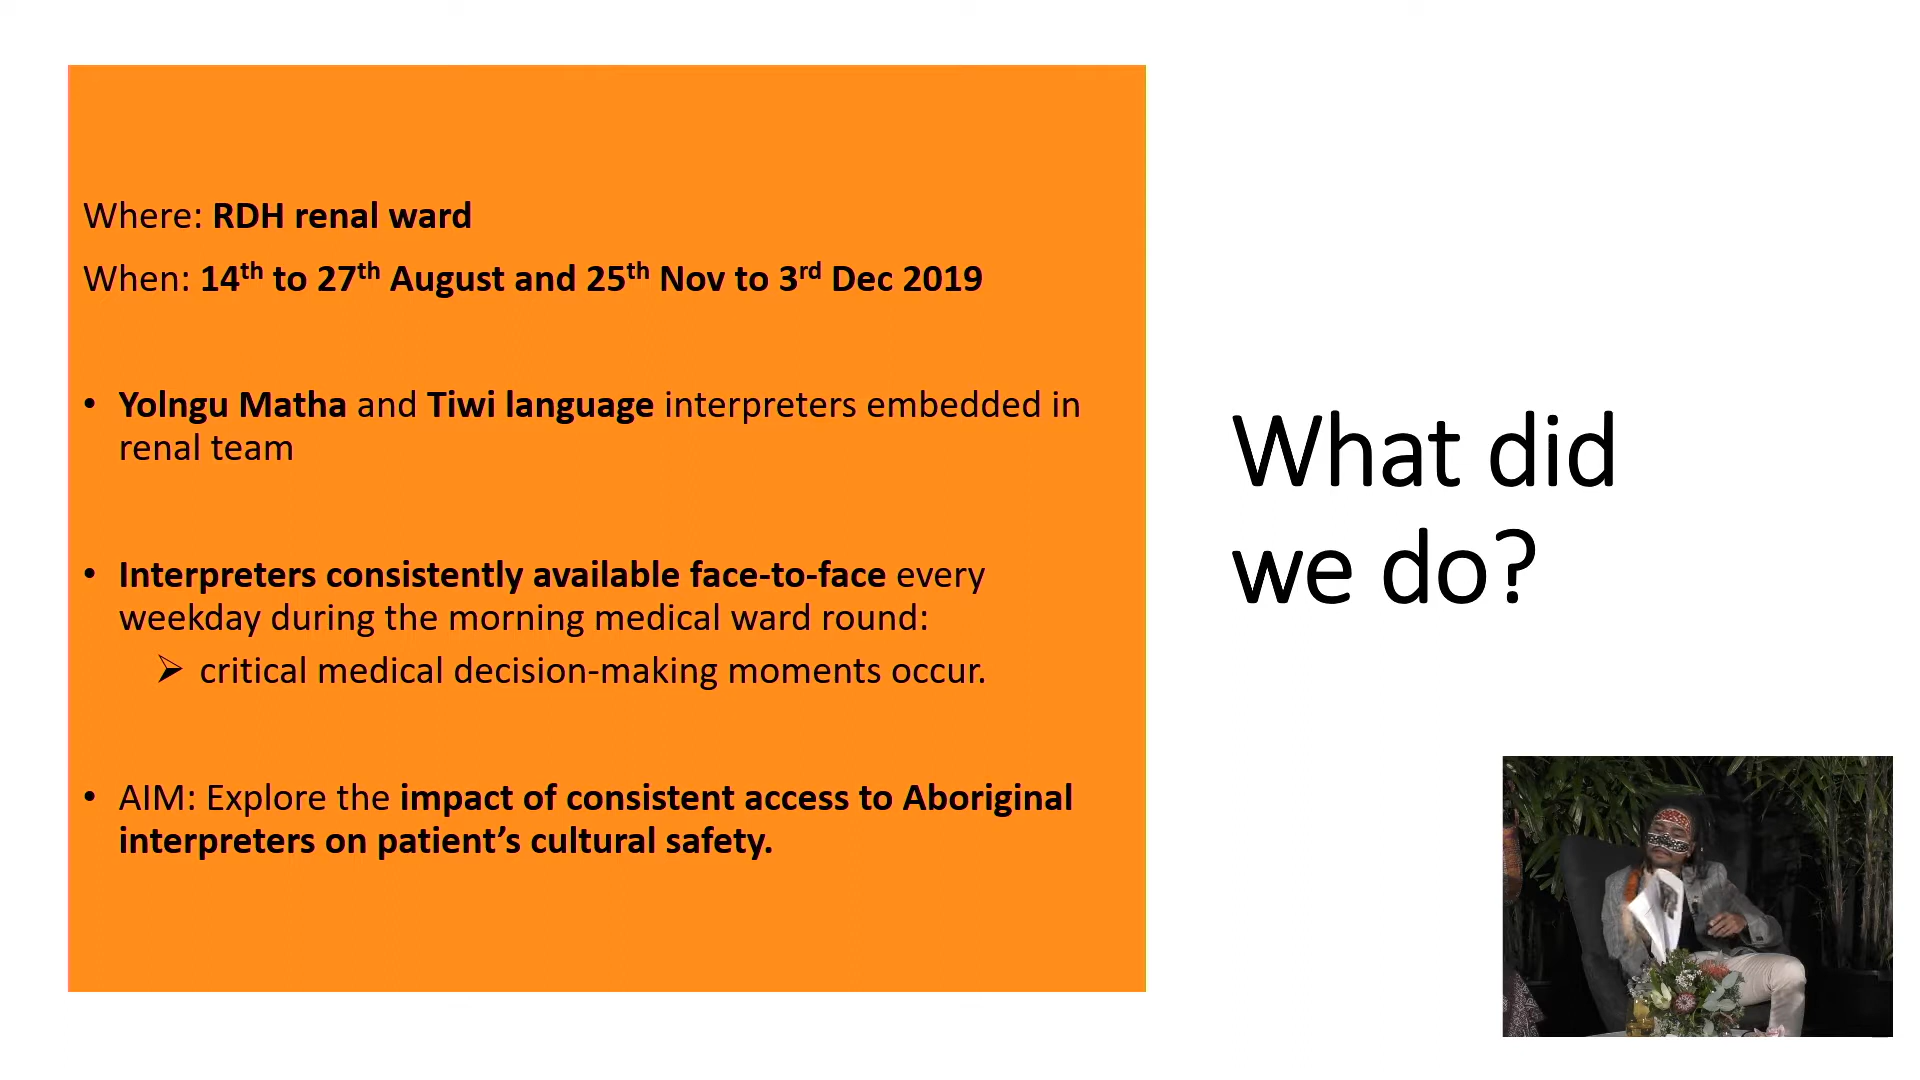 Where: RDH renal ward
When: 14th to 27th August and 25th Nov to 3rd Dec 2019
• Yolngu Matha and Tiwi language interpreters embedded in
renal team
• Interpreters consistently available face-to-face every
weekday during the morning medical ward round:
➢ critical medical decision-making moments occur.
• AIM: Explore the impact of consistent access to Aboriginal
interpreters on patient’s cultural safety.
What did
we do?